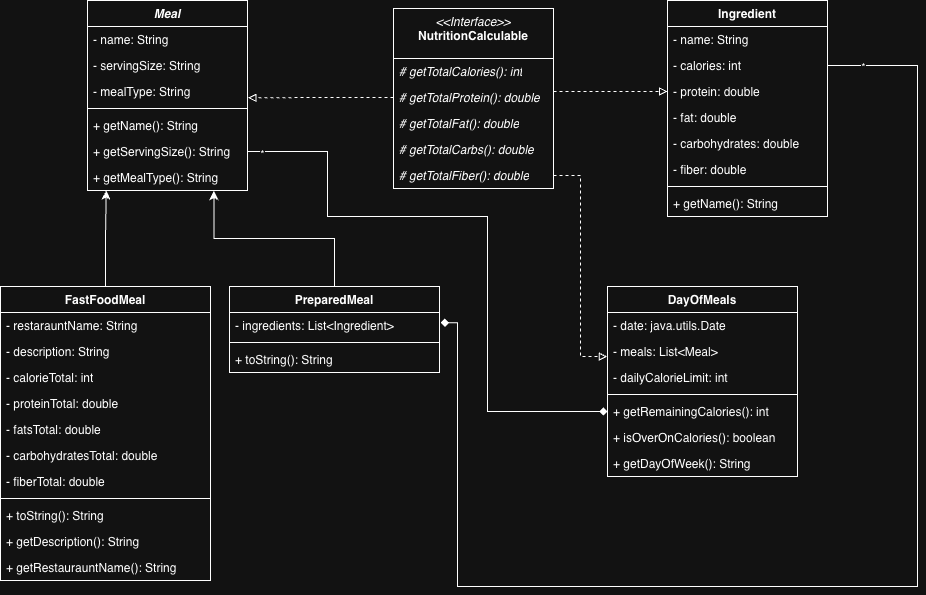 Meal
- name: String
- servingSize: String
- mealType: String
+ getName(): String
+ getServingSize(): String
+ getMealType(): String
<<Interface>>
NutritionCalculable
# getTotalCalories(): int
# getTotalProtein(): double
# getTotalFat(): double
# getTotalCarbs(): double
# getTotalFiber(): double
Ingredient
- name: String
- calories: int
- protein: double
- fat: double
- carbohydrates: double
- fiber: double
+ getName(): String
*
*
FastFoodMeal
- restarauntName: String
- description: String
- calorieTotal: int
- proteinTotal: double
- fatsTotal: double
- carbohydratesTotal: double
- fiberTotal: double
+ toString(): String
+ getDescription(): String
+ getRestaurauntName(): String
PreparedMeal
- ingredients: List<Ingredient>
+ toString(): String
DayOfMeals
- date: java.utils.Date
- meals: List<Meal>
- dailyCalorieLimit: int
+ getRemainingCalories(): int
+ isOverOnCalories(): boolean
+ getDayOfWeek(): String